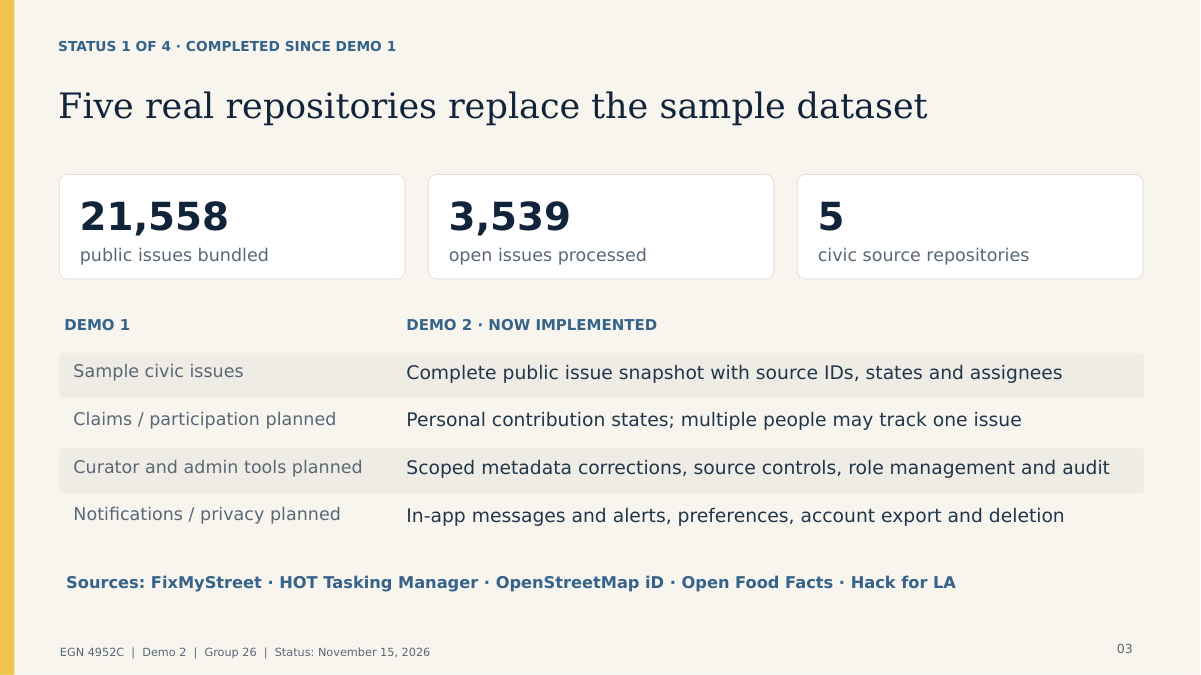 STATUS 1 OF 4 · COMPLETED SINCE DEMO 1
Five real repositories replace the sample dataset
21,558
public issues bundled
3,539
open issues processed
5
civic source repositories
DEMO 1
DEMO 2 · NOW IMPLEMENTED
Sample civic issues
Complete public issue snapshot with source IDs, states and assignees
Claims / participation planned
Personal contribution states; multiple people may track one issue
Curator and admin tools planned
Scoped metadata corrections, source controls, role management and audit
Notifications / privacy planned
In-app messages and alerts, preferences, account export and deletion
Sources: FixMyStreet · HOT Tasking Manager · OpenStreetMap iD · Open Food Facts · Hack for LA
EGN 4952C | Demo 2 | Group 26 | Status: November 15, 2026
03